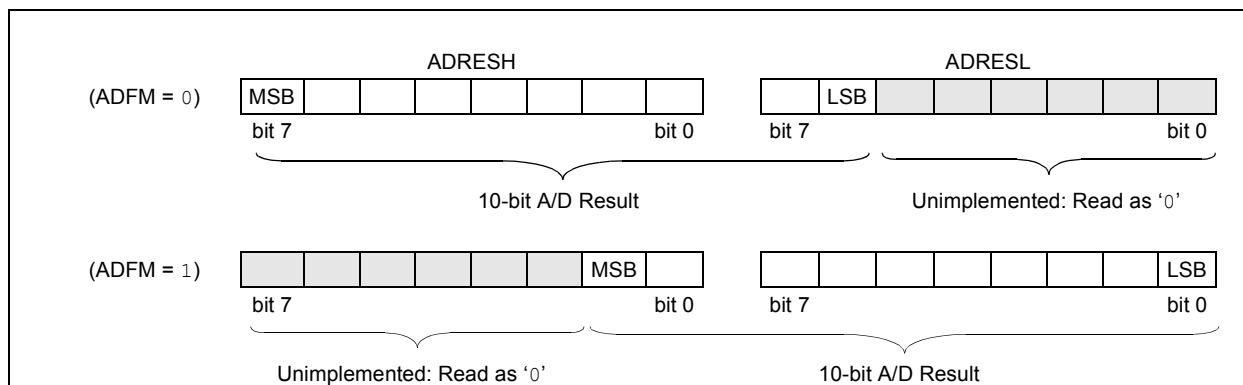 ADRESH ADRESL
(ADFM = 0) MSB LSB
bit 7 bit 0 bit 7 bit 0
10-bit A/D Result Unimplemented: Read as ‘0’
(ADFM = 1) MSB LSB
bit 7 bit 0 bit 7 bit 0
Unimplemented: Read as ‘0’ 10-bit A/D Result